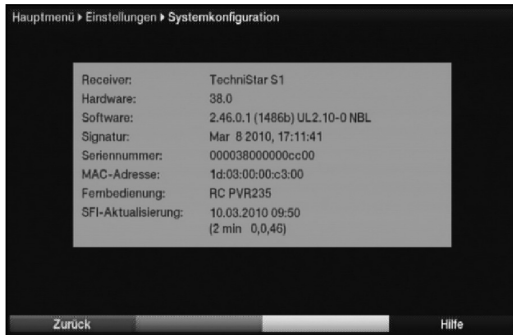 Hauptmenü ▸ Einstellungen ▸ Systemkonfiguration
Receiver: TechniStar S1
Hardware: 38.0
Software: 2.46.0.1 (1486b) UL2.10-0 NBL
Signatur: Mar 8 2010, 17:11:41
Seriennummer: 000038000000cc00
MAC-Adresse: 1d:03:00:00:c3:00
Fernbedienung: RC PVR235
SFI-Aktualisierung: 10.03.2010 09:50
(2 min 0,0,46)
Zurück Hilfe